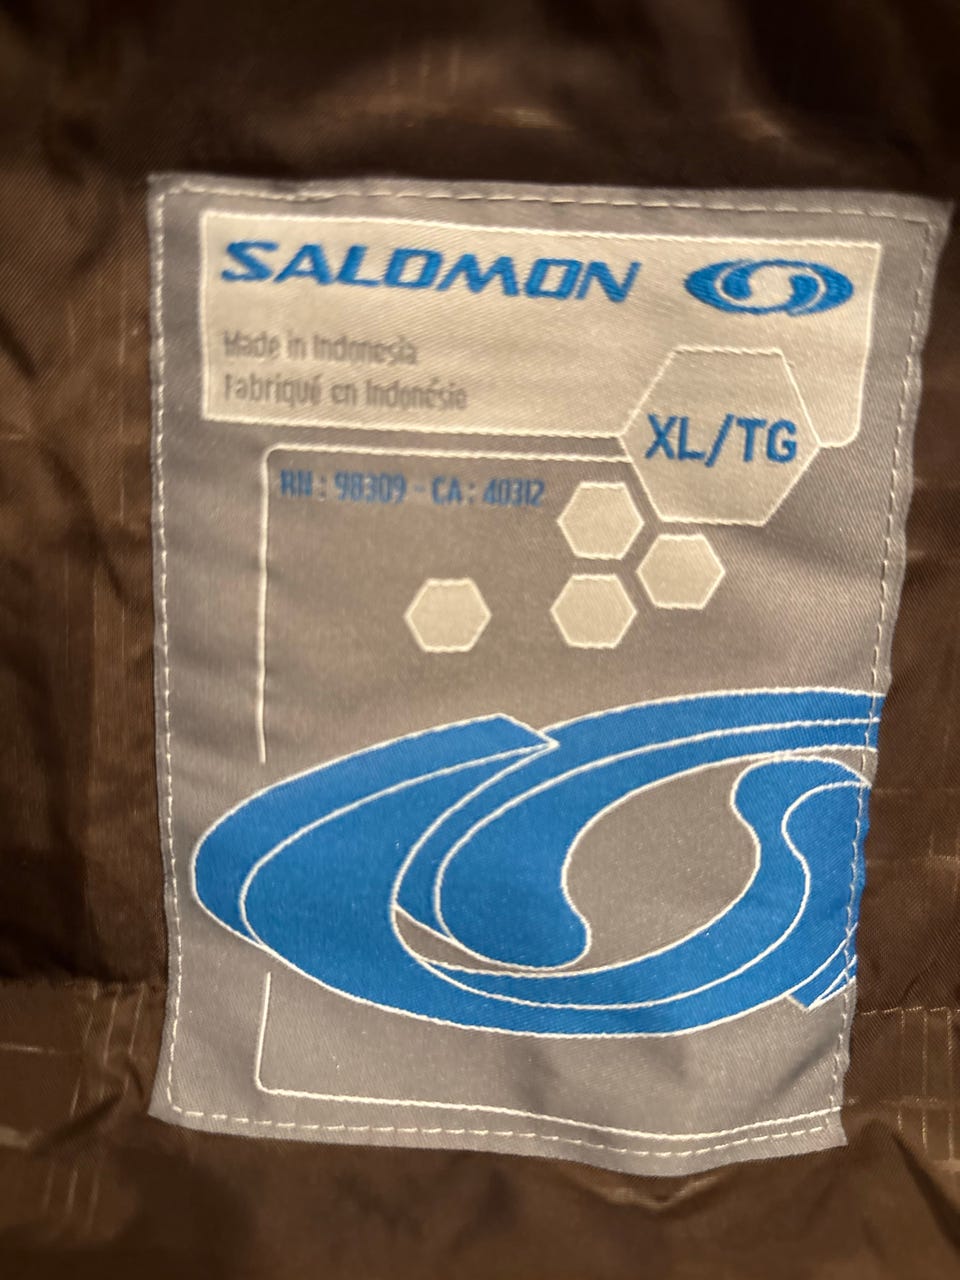 SALOMON
Made in Indonesia
Fabriqué en Indonésie
XL/TG
RN : 98309 - CA : 40312